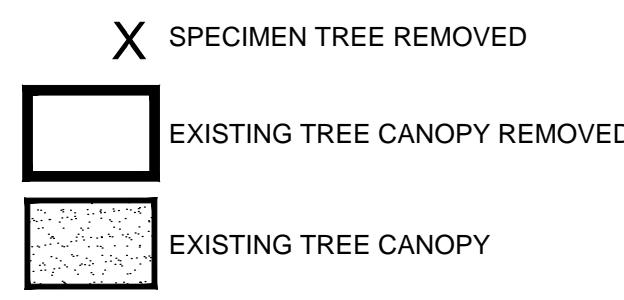 X SPECIMEN TREE REMOVED
EXISTING TREE CANOPY REMOVED
EXISTING TREE CANOPY